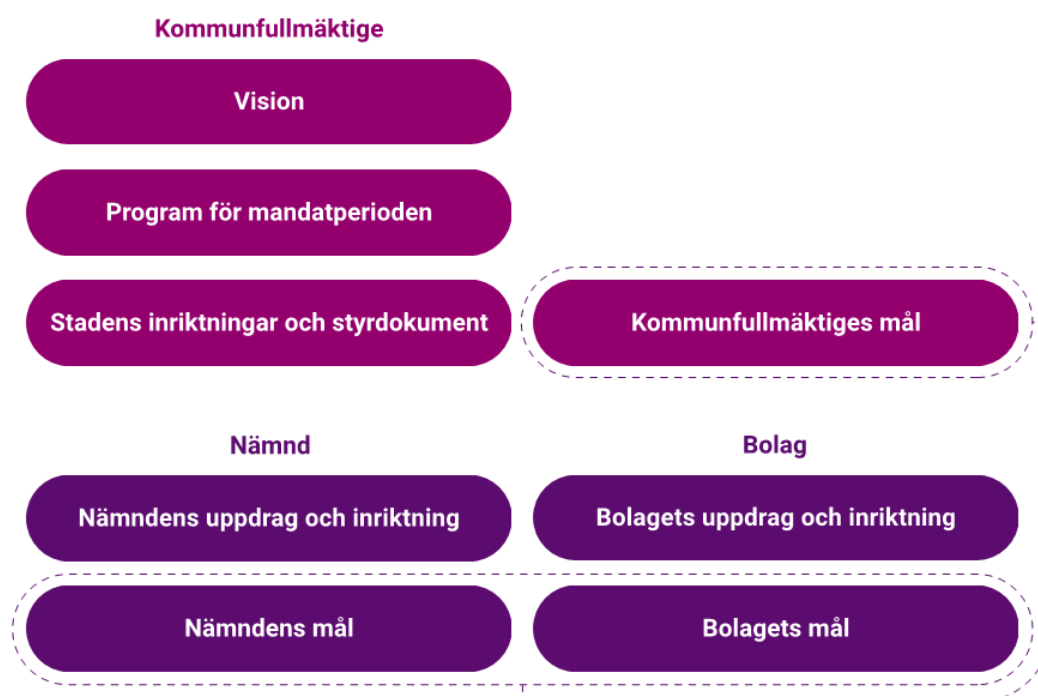 Kommunfullmäktige
Vision
Program för mandatperioden
Stadens inriktningar och styrdokument
Kommunfullmäktiges mål
Nämnd
Bolag
Nämndens uppdrag och inriktning
Bolagets uppdrag och inriktning
Nämndens mål
Bolagets mål